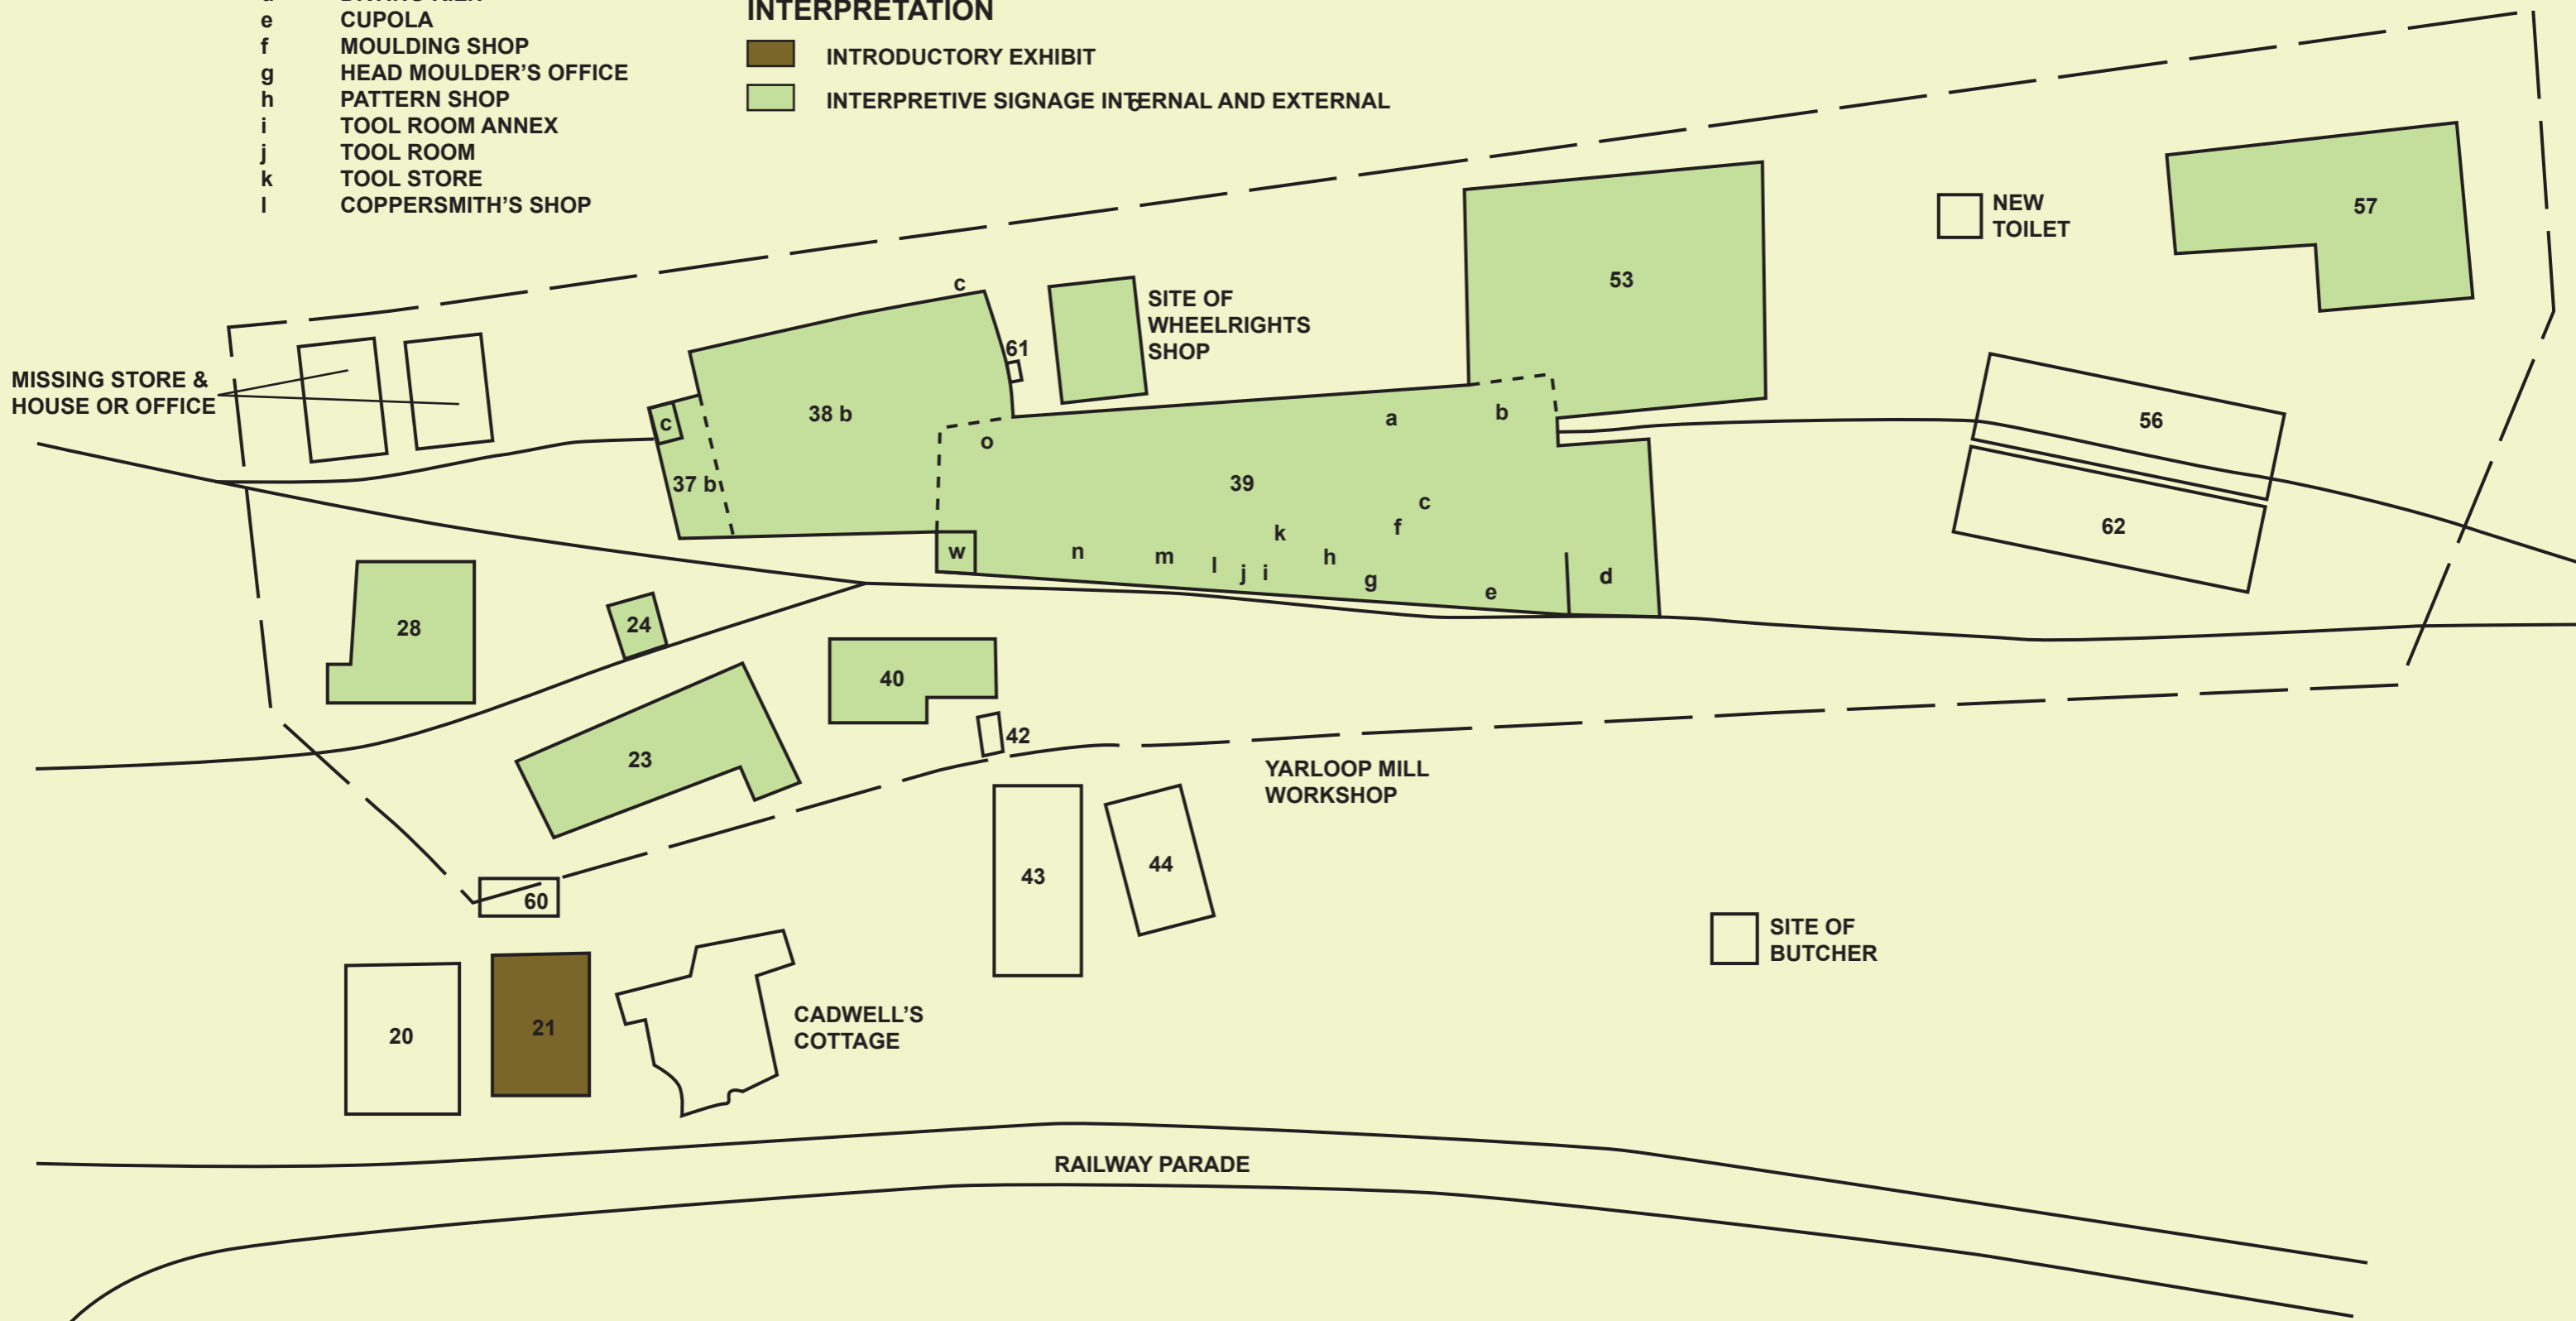 e CUPOLA
f MOULDING SHOP
g HEAD MOULDER'S OFFICE
h PATTERN SHOP
i TOOL ROOM ANNEX
j TOOL ROOM
k TOOL STORE
l COPPERSMITH'S SHOP
INTERPRETATION
INTRODUCTORY EXHIBIT
INTERPRETIVE SIGNAGE INTERNAL AND EXTERNAL
c
57
NEW
TOILET
53
c
SITE OF
WHEELRIGHTS
SHOP
61
MISSING STORE &
HOUSE OR OFFICE
38 b
c
37 b
o
a
b
39
c
f
k
w
n
m
l
j
i
h
g
e
d
56
62
28
24
40
23
42
YARLOOP MILL
WORKSHOP
43
44
60
SITE OF
BUTCHER
20
21
CADWELL'S
COTTAGE
RAILWAY PARADE